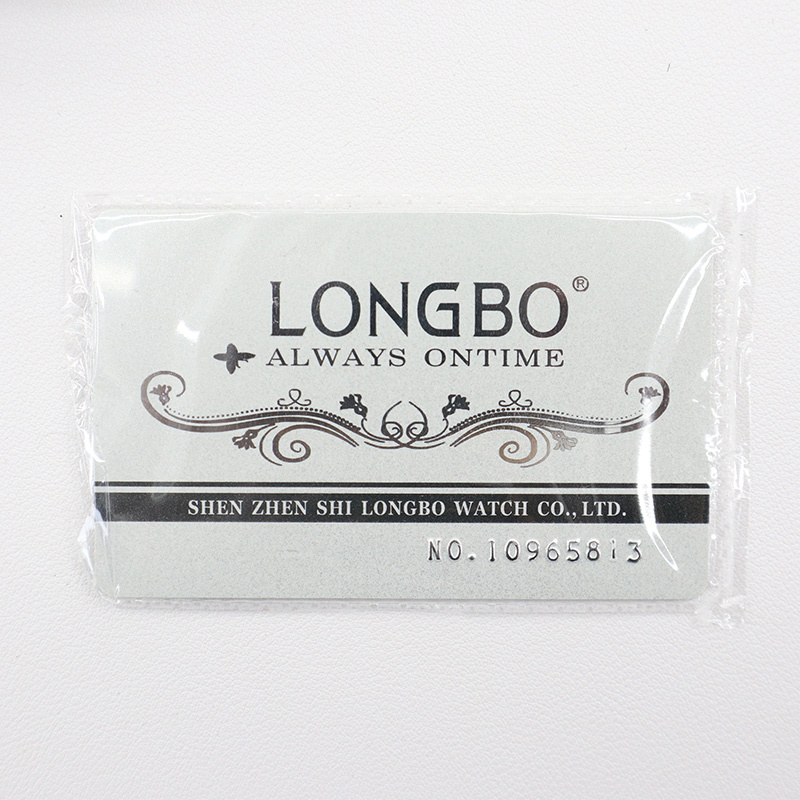 LONGBO®
ALWAYS ONTIME
SHEN ZHEN SHI LONGBO WATCH CO.,LTD.
NO.10965813